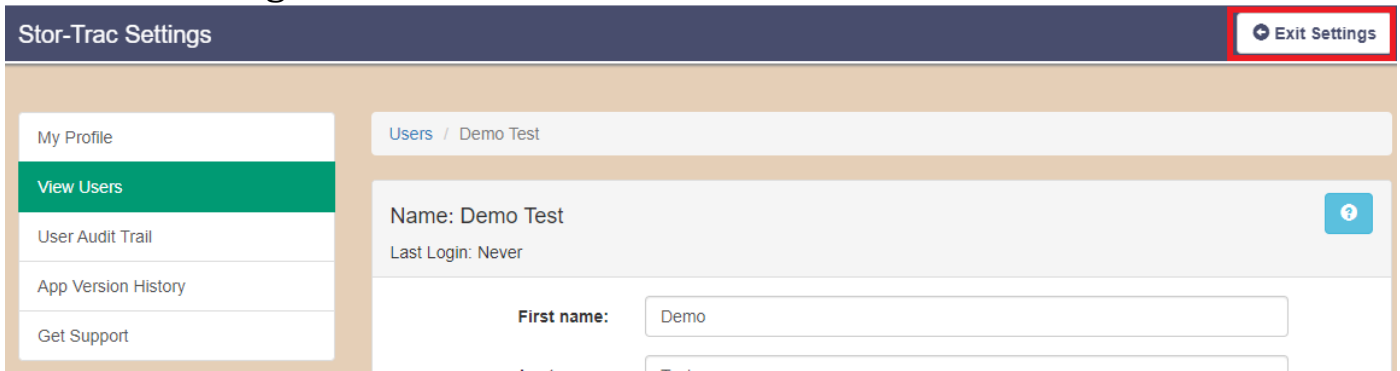 Stor-Trac Settings
Exit Settings
My Profile
View Users
User Audit Trail
App Version History
Get Support
Users / Demo Test
Name: Demo Test
Last Login: Never
First name: Demo